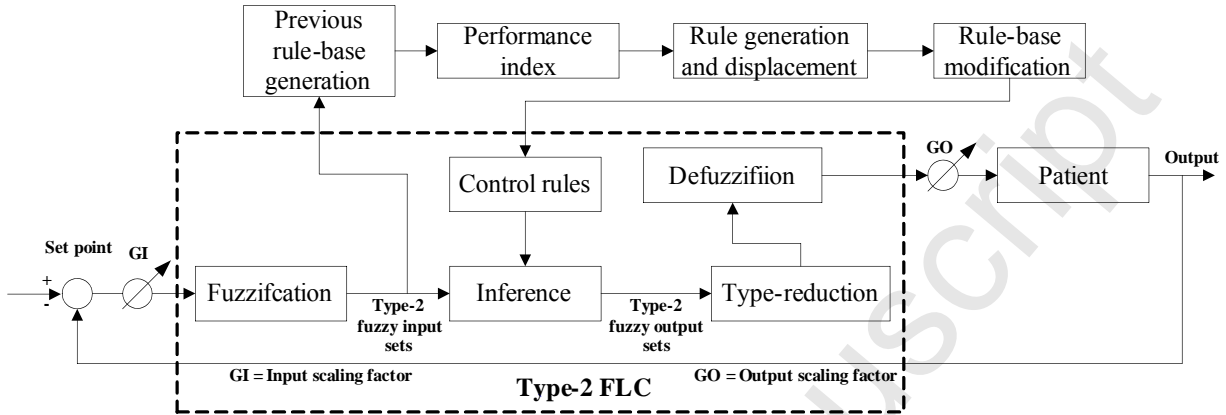 Previous
rule-base
generation
Performance
index
Rule generation
and displacement
Rule-base
modification
Control rules
Defuzzifiion
GO
Patient
Output
Set point
GI
+
-
-
Fuzzifcation
Type-2
fuzzy input
sets
Inference
Type-2
fuzzy output
sets
Type-reduction
GI = Input scaling factor
GO = Output scaling factor
Type-2 FLC
uscript